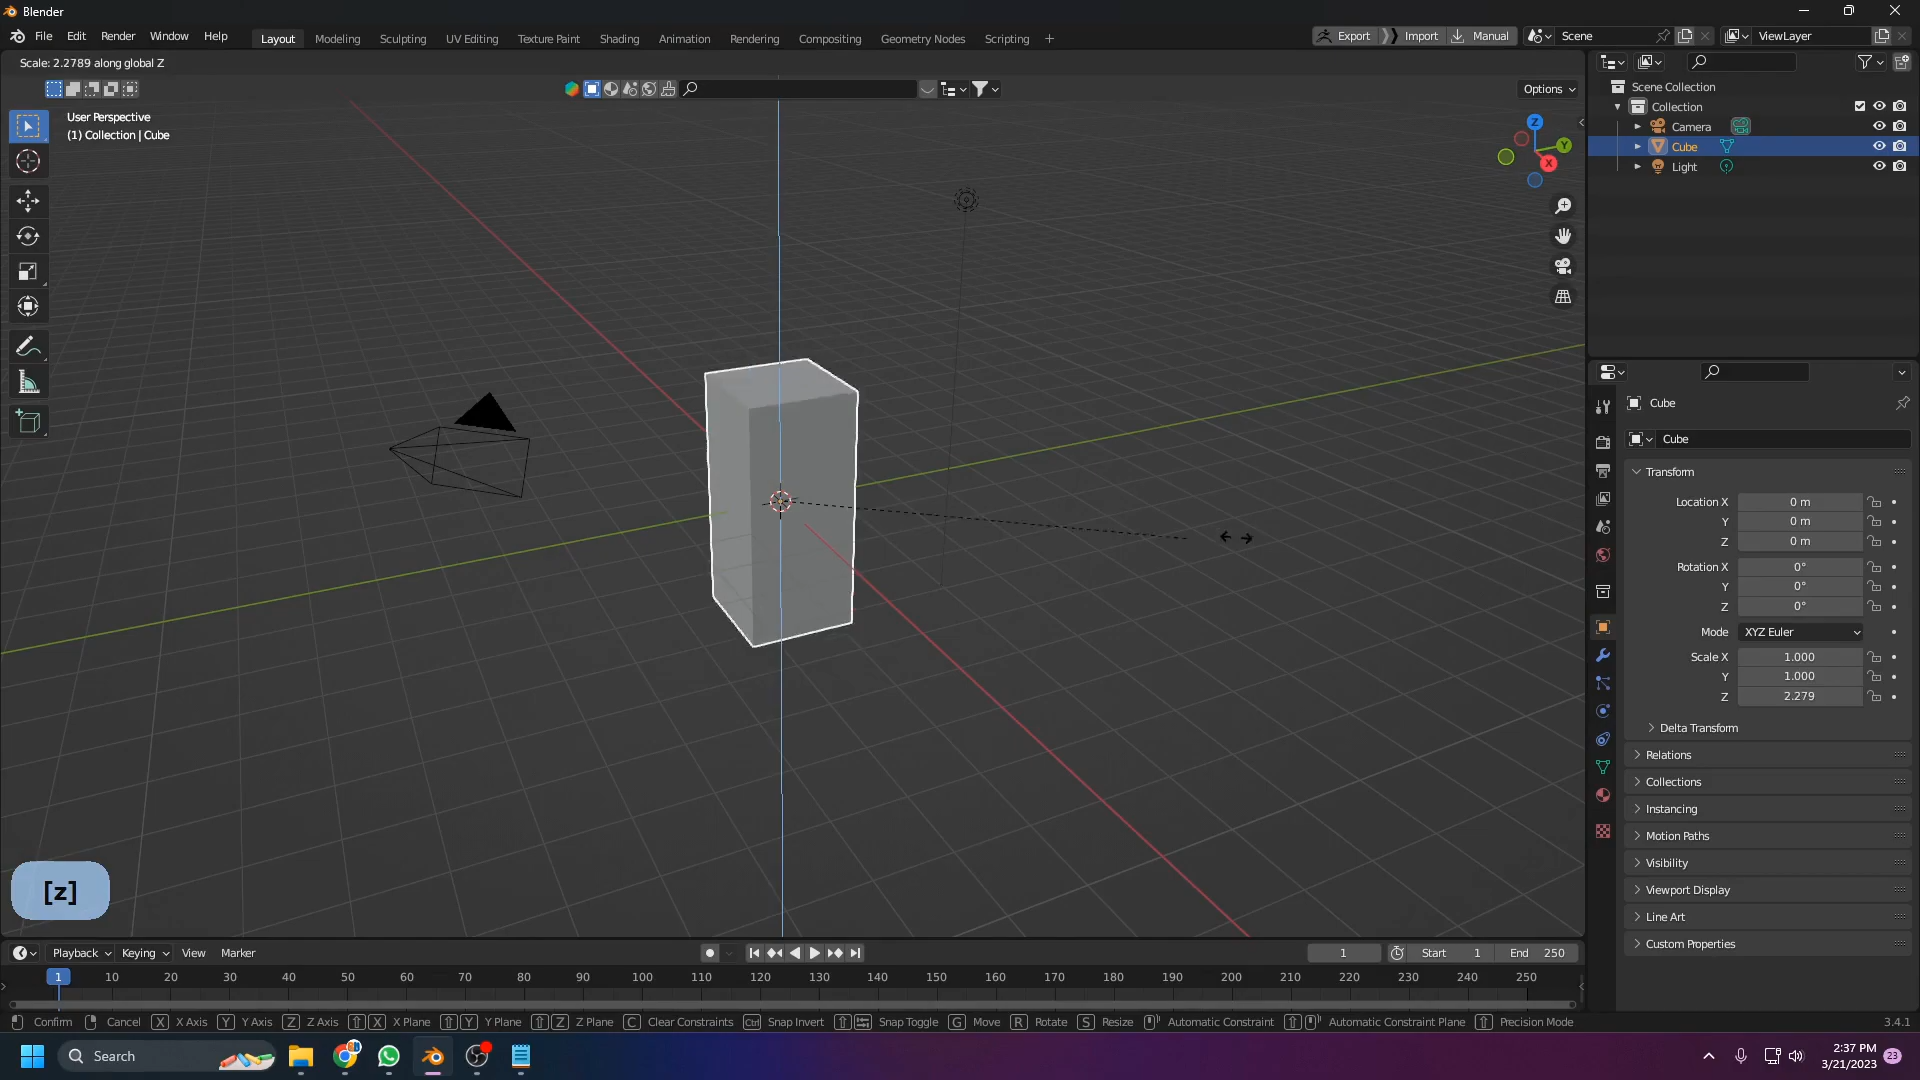 Blender
File Edit Render Window Help
Layout Modeling Sculpting UV Editing Texture Paint Shading Animation Rendering Compositing Geometry Nodes Scripting +
Export Import Manual Scene ViewLayer
Scale: 2.2789 along global Z
Options
User Perspective
(1) Collection | Cube
Z
Y
X
Scene Collection
Collection
Camera
Cube
Light
Cube
Cube
Transform
Location X 0 m
Y 0 m
Z 0 m
Rotation X 0°
Y 0°
Z 0°
Mode XYZ Euler
Scale X 1.000
Y 1.000
Z 2.279
Delta Transform
Relations
Collections
Instancing
Motion Paths
Visibility
Viewport Display
Line Art
Custom Properties
[z]
Playback Keying View Marker
1 Start 1 End 250
1 10 20 30 40 50 60 70 80 90 100 110 120 130 140 150 160 170 180 190 200 210 220 230 240 250
Confirm Cancel X X Axis Y Y Axis Z Z Axis X X Plane Y Y Plane Z Z Plane C Clear Constraints Ctrl Snap Invert Snap Toggle G Move R Rotate S Resize Automatic Constraint Automatic Constraint Plane Precision Mode 3.4.1
Search
2:37 PM
3/21/2023
23